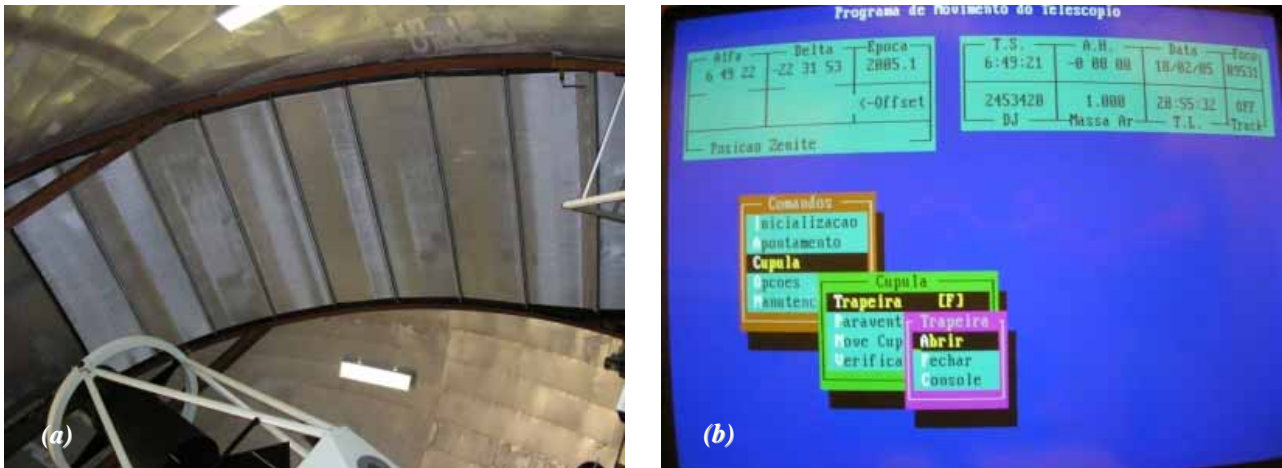 (a)
Programa de Movimento do Telescopio
Alfa Delta Epoca
6 49 22 -22 31 53 2005.1
<-Offset
Posicao Zenite
T.S. A.H. Data Foco
6:49:21 -0 00 00 18/02/05 09531
2453420 1.000 20:55:32 OFF
DJ Massa Ar T.L. Track
Comandos
Inicializacao
Apontamento
Cupula
Opcoes
Manutenc
Cupula
Trapeira [F]
Paravent
Move Cup
Verifica
Trapeira
Abrir
Fechar
Console
(b)